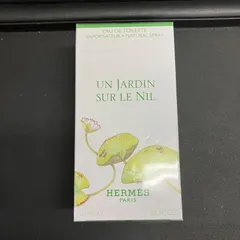 EAU DE TOILETTE
VAPORISATEUR • NATURAL SPRAY
UN JARDIN
SUR LE NIL
HERMÈS
PARIS